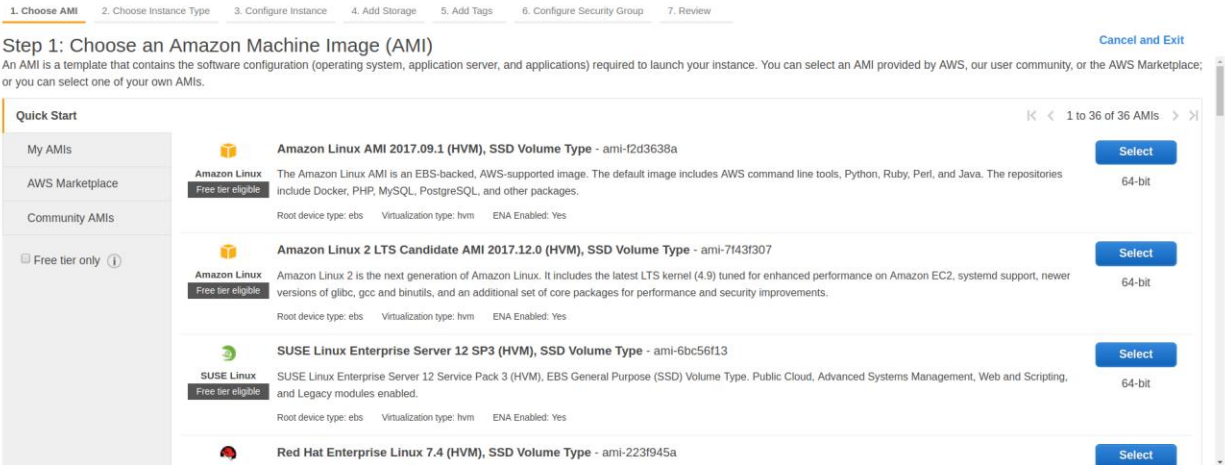 1. Choose AMI 2. Choose Instance Type 3. Configure Instance 4. Add Storage 5. Add Tags 6. Configure Security Group 7. Review
Step 1: Choose an Amazon Machine Image (AMI)
Cancel and Exit
An AMI is a template that contains the software configuration (operating system, application server, and applications) required to launch your instance. You can select an AMI provided by AWS, our user community, or the AWS Marketplace;
or you can select one of your own AMIs.
Quick Start
1 to 36 of 36 AMIs
My AMIs
AWS Marketplace
Community AMIs
Free tier only
Amazon Linux
Free tier eligible
Amazon Linux AMI 2017.09.1 (HVM), SSD Volume Type - ami-f2d3638a
The Amazon Linux AMI is an EBS-backed, AWS-supported image. The default image includes AWS command line tools, Python, Ruby, Perl, and Java. The repositories
include Docker, PHP, MySQL, PostgreSQL, and other packages.
Root device type: ebs Virtualization type: hvm ENA Enabled: Yes
Select
64-bit
Amazon Linux
Free tier eligible
Amazon Linux 2 LTS Candidate AMI 2017.12.0 (HVM), SSD Volume Type - ami-7f43f307
Amazon Linux 2 is the next generation of Amazon Linux. It includes the latest LTS kernel (4.9) tuned for enhanced performance on Amazon EC2, systemd support, newer
versions of glibc, gcc and binutils, and an additional set of core packages for performance and security improvements.
Root device type: ebs Virtualization type: hvm ENA Enabled: Yes
Select
64-bit
SUSE Linux
Free tier eligible
SUSE Linux Enterprise Server 12 SP3 (HVM), SSD Volume Type - ami-6bc56f13
SUSE Linux Enterprise Server 12 Service Pack 3 (HVM), EBS General Purpose (SSD) Volume Type. Public Cloud, Advanced Systems Management, Web and Scripting,
and Legacy modules enabled.
Root device type: ebs Virtualization type: hvm ENA Enabled: Yes
Select
64-bit
Red Hat Enterprise Linux 7.4 (HVM), SSD Volume Type - ami-223f945a
Select